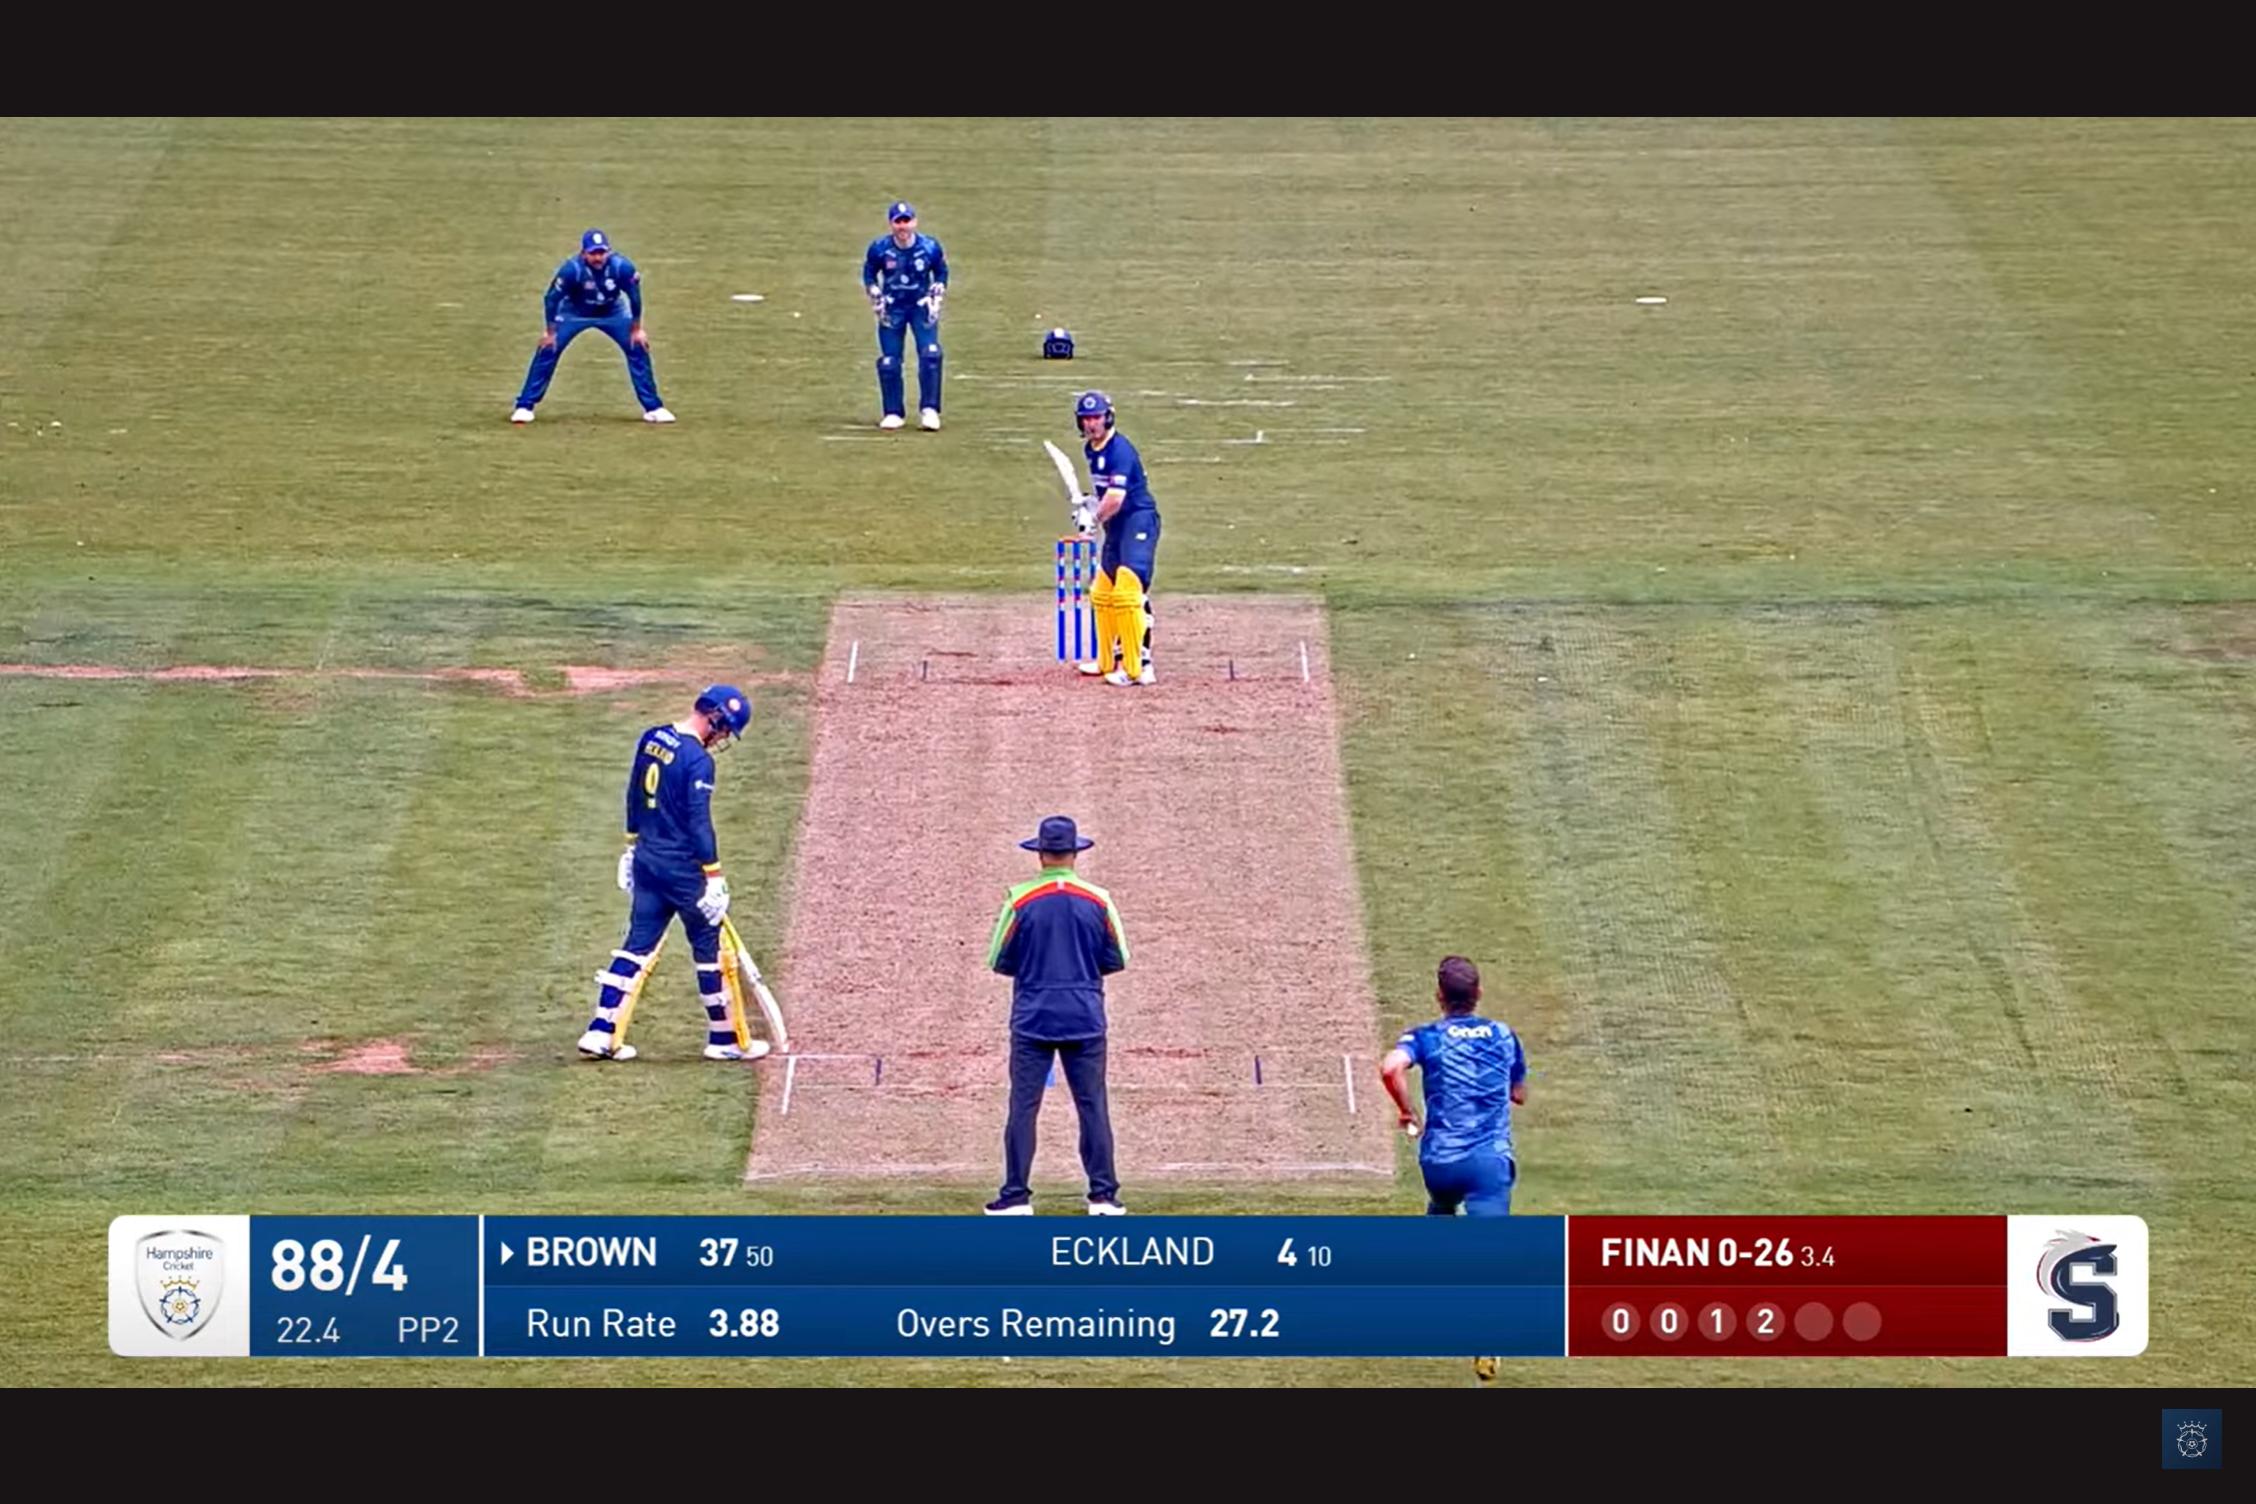 9
Hampshire
Cricket
88/4
22.4 PP2
BROWN 37 50 ECKLAND 4 10
Run Rate 3.88 Overs Remaining 27.2
FINAN 0-26 3.4
0 0 1 2
S